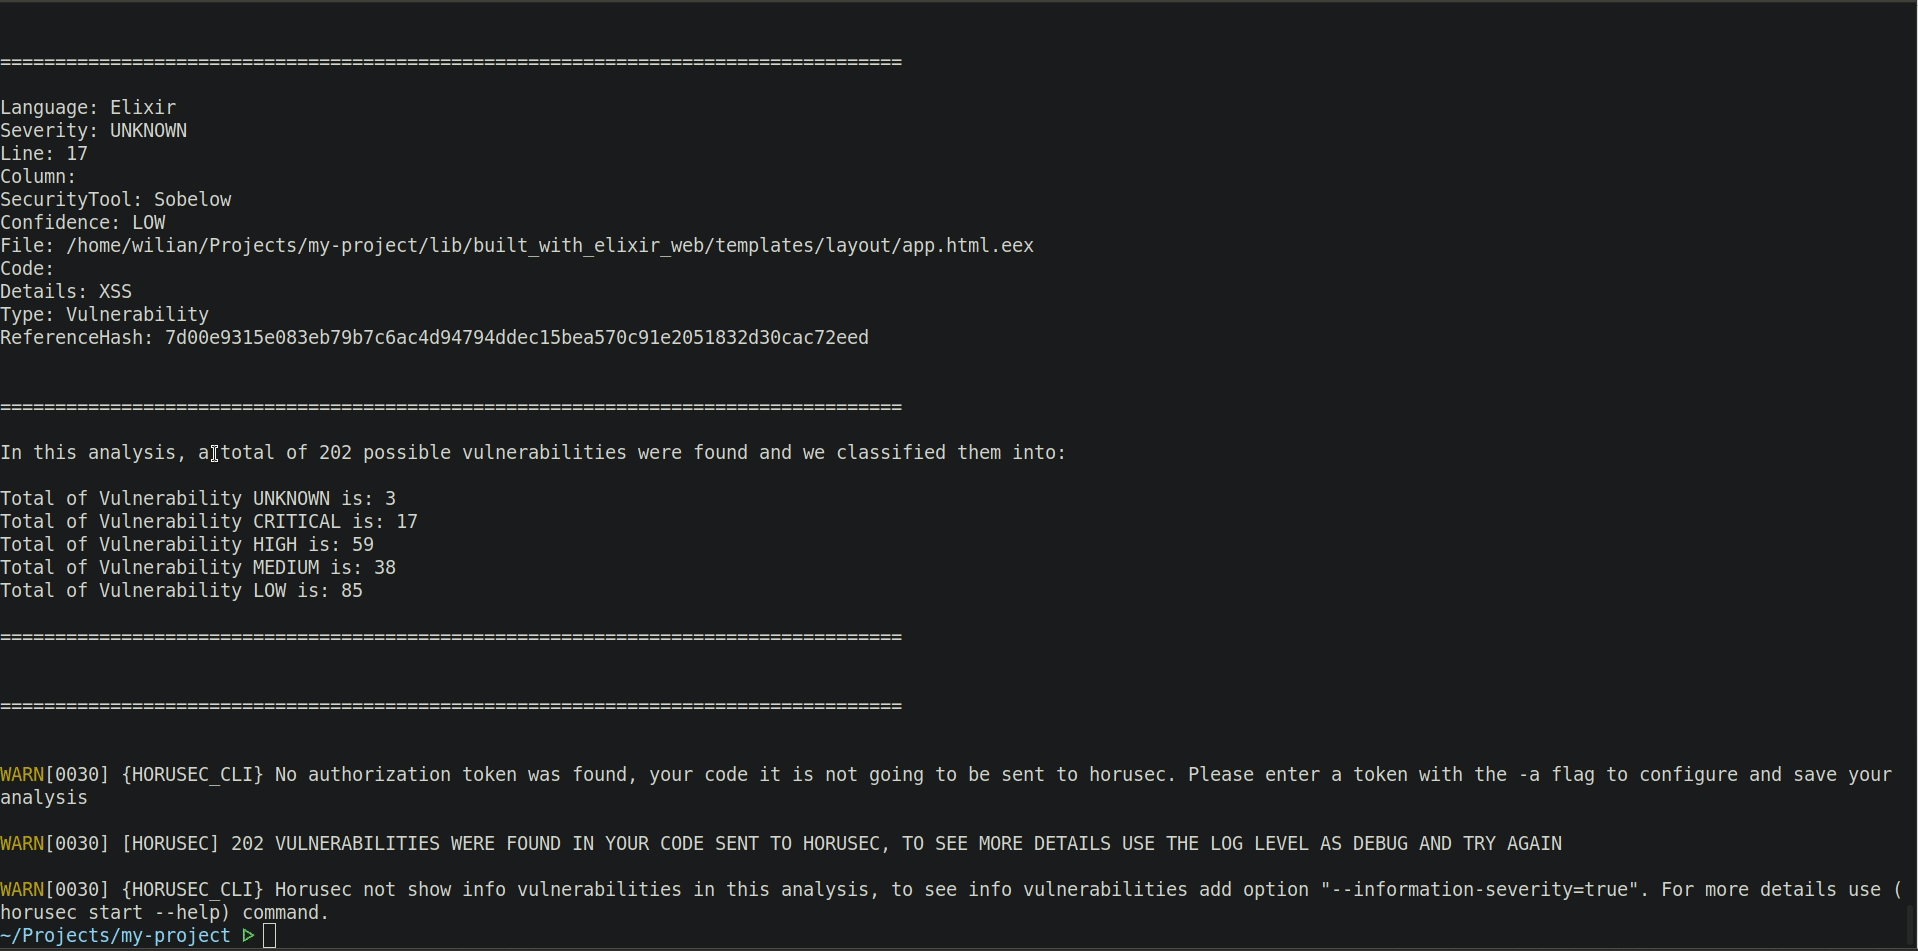 ==================================================================================
Language: Elixir
Severity: UNKNOWN
Line: 17
Column:
SecurityTool: Sobelow
Confidence: LOW
File: /home/wilian/Projects/my-project/lib/built_with_elixir_web/templates/layout/app.html.eex
Code:
Details: XSS
Type: Vulnerability
ReferenceHash: 7d00e9315e083eb79b7c6ac4d94794ddec15bea570c91e2051832d30cac72eed
==================================================================================
In this analysis, a total of 202 possible vulnerabilities were found and we classified them into:
Total of Vulnerability UNKNOWN is: 3
Total of Vulnerability CRITICAL is: 17
Total of Vulnerability HIGH is: 59
Total of Vulnerability MEDIUM is: 38
Total of Vulnerability LOW is: 85
==================================================================================
==================================================================================
WARN[0030] {HORUSEC_CLI} No authorization token was found, your code it is not going to be sent to horusec. Please enter a token with the -a flag to configure and save your
analysis
WARN[0030] [HORUSEC] 202 VULNERABILITIES WERE FOUND IN YOUR CODE SENT TO HORUSEC, TO SEE MORE DETAILS USE THE LOG LEVEL AS DEBUG AND TRY AGAIN
WARN[0030] {HORUSEC_CLI} Horusec not show info vulnerabilities in this analysis, to see info vulnerabilities add option "--information-severity=true". For more details use (
horusec start --help) command.
~/Projects/my-project ▷